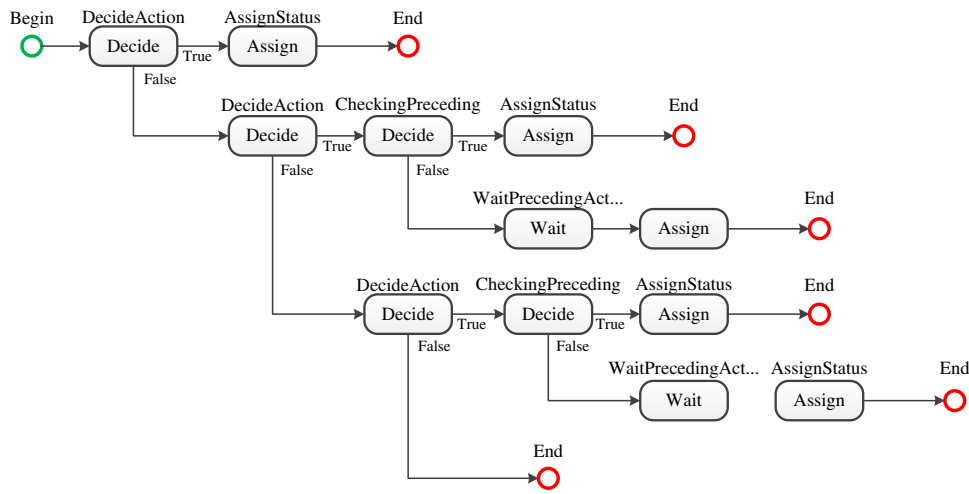 Begin
DecideAction
AssignStatus
End
Decide
True
Assign
False
DecideAction
CheckingPreceding
AssignStatus
End
Decide
True
Decide
True
Assign
False
False
WaitPrecedingAct...
End
Wait
Assign
DecideAction
CheckingPreceding
AssignStatus
End
Decide
True
Decide
True
Assign
False
False
WaitPrecedingAct...
AssignStatus
End
Wait
Assign
End